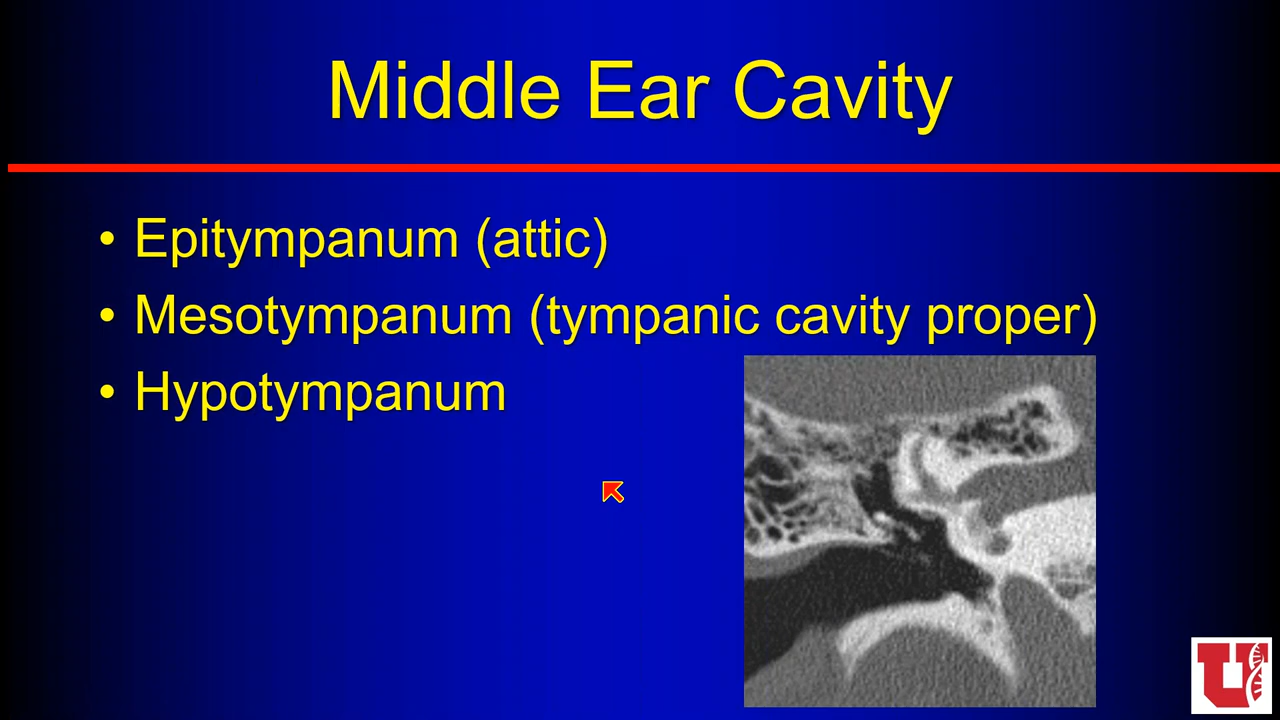 Middle Ear Cavity
• Epitympanum (attic)
• Mesotympanum (tympanic cavity proper)
• Hypotympanum
U